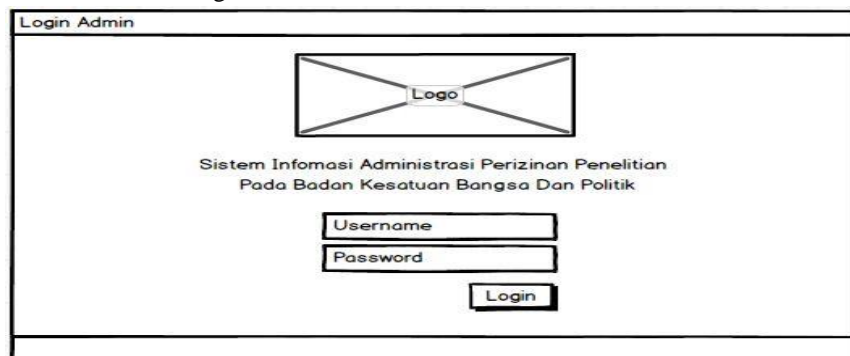 Login Admin
Logo
Sistem Infomasi Administrasi Perizinan Penelitian
Pada Badan Kesatuan Bangsa Dan Politik
Username
Password
Login